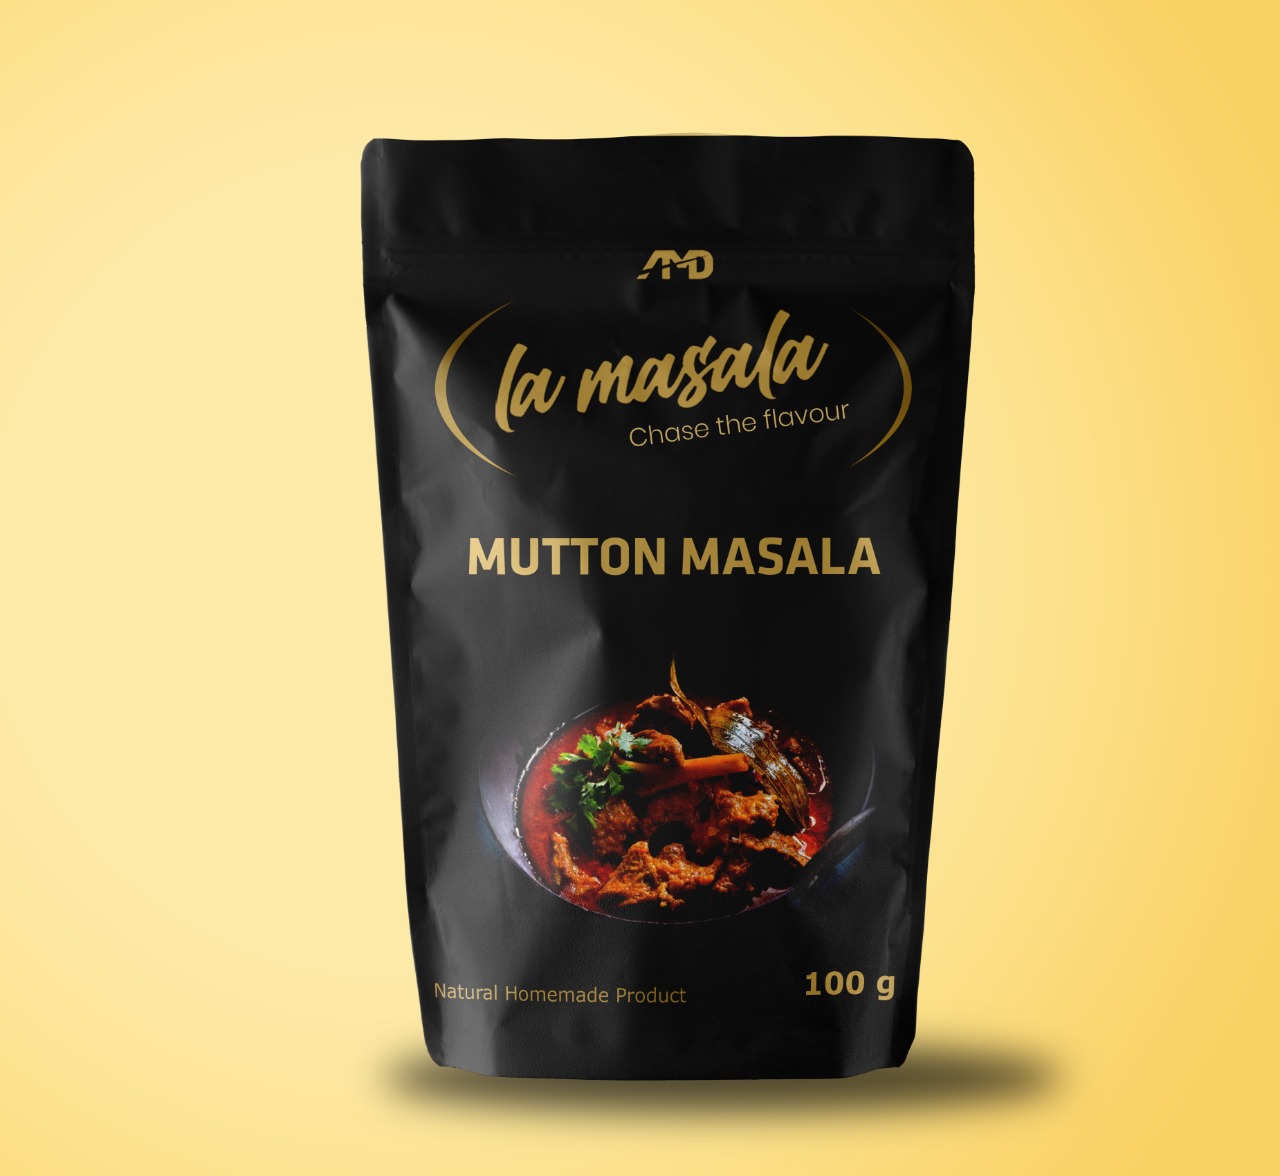 AMD
la masala
Chase the flavour
MUTTON MASALA
Natural Homemade Product
100 g